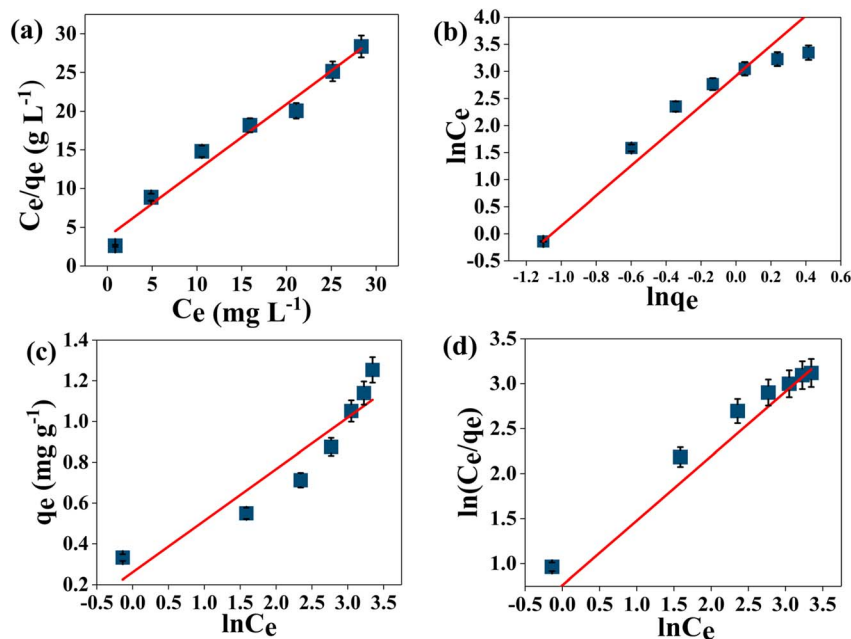 (a)
Ce/qe (g L⁻¹)
30
25
20
15
10
5
0
0 5 10 15 20 25 30
Ce (mg L⁻¹)
(b)
lnCe
4.0
3.5
3.0
2.5
2.0
1.5
1.0
0.5
0.0
-0.5
-1.2 -1.0 -0.8 -0.6 -0.4 -0.2 0.0 0.2 0.4 0.6
lnqe
(c)
qe (mg g⁻¹)
1.4
1.2
1.0
0.8
0.6
0.4
0.2
-0.5 0.0 0.5 1.0 1.5 2.0 2.5 3.0 3.5
lnCe
(d)
ln(Ce/qe)
3.5
3.0
2.5
2.0
1.5
1.0
-0.5 0.0 0.5 1.0 1.5 2.0 2.5 3.0 3.5
lnCe